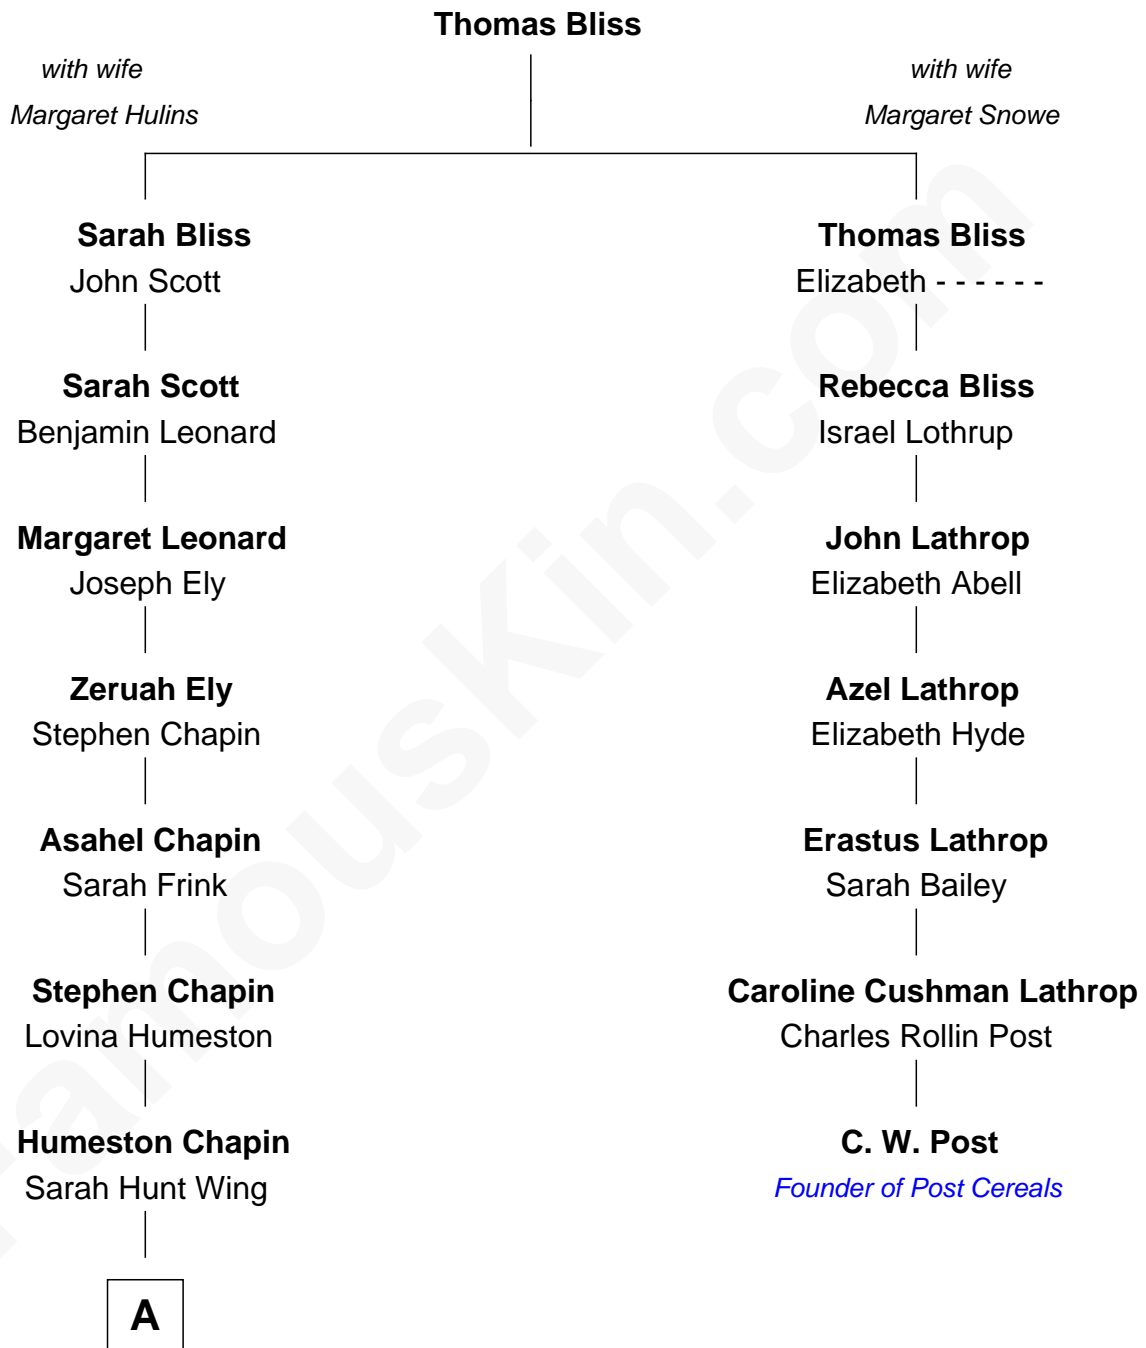 Thomas Bliss
with wife
Margaret Hulins
with wife
Margaret Snowe
Sarah Bliss
John Scott
Thomas Bliss
Elizabeth - - - - - -
Sarah Scott
Benjamin Leonard
Rebecca Bliss
Israel Lothrup
Margaret Leonard
Joseph Ely
John Lathrop
Elizabeth Abell
Zeruah Ely
Stephen Chapin
Azel Lathrop
Elizabeth Hyde
Asahel Chapin
Sarah Frink
Erastus Lathrop
Sarah Bailey
Stephen Chapin
Lovina Humeston
Caroline Cushman Lathrop
Charles Rollin Post
Humeston Chapin
Sarah Hunt Wing
C. W. Post
Founder of Post Cereals
A
FamousKin.com